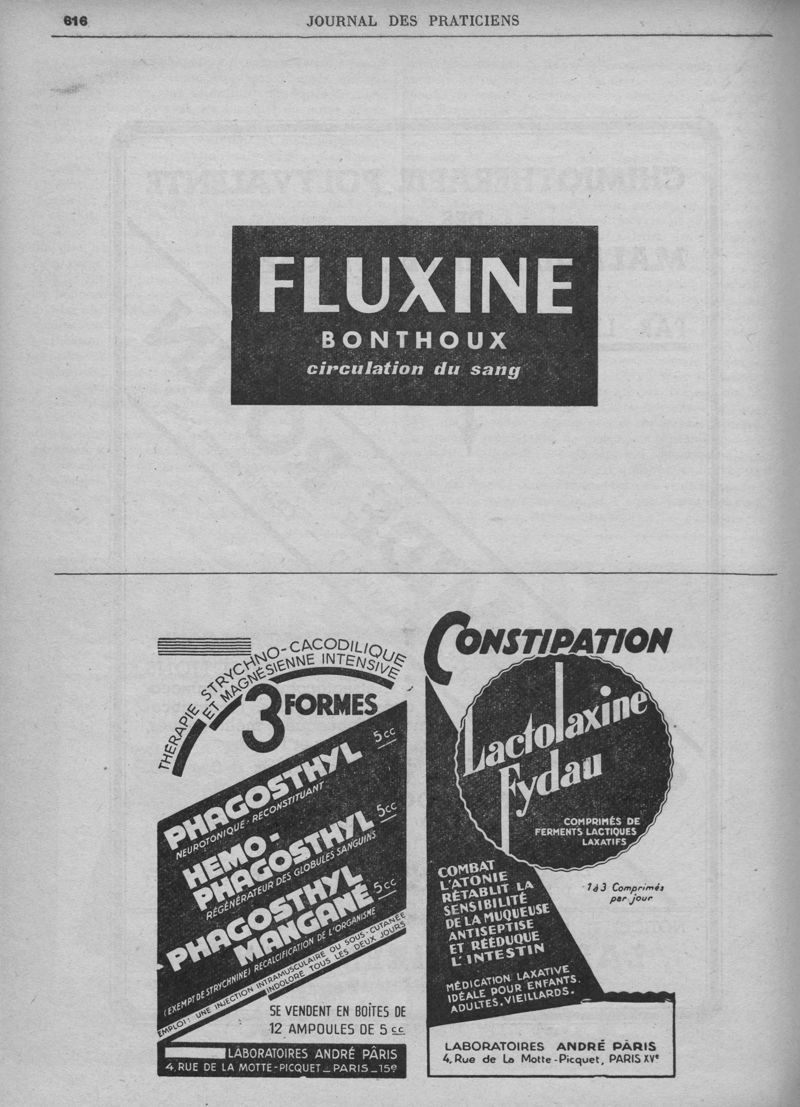 616
JOURNAL DES PRATICIENS
FLUXINE
BONTHOUX
circulation du sang
THÉRAPIE STRYCHNO-CACODILIQUE
ET MAGNÉSIENNE INTENSIVE
3 FORMES
PHAGOSTHYL 5 cc
NEUROTONIQUE-RECONSTITUANT
HEMO-
PHAGOSTHYL 5cc
RÉGÉNÉRATEUR DES GLOBULES SANGUINS
PHAGOSTHYL
MANGANÉ 5cc
(EXEMPT DE STRYCHNINE) RECALCIFICATION DE L'ORGANISME
EMPLOI: UNE INJECTION INTRAMUSCULAIRE OU SOUS-CUTANÉE
INDOLORE TOUS LES DEUX JOURS
SE VENDENT EN BOÎTES DE
12 AMPOULES DE 5 cc
LABORATOIRES ANDRÉ PÂRIS
4, RUE DE LA MOTTE-PICQUET_PARIS_15e
CONSTIPATION
Lactolaxine
Fydau
COMPRIMÉS DE
FERMENTS LACTIQUES
LAXATIFS
1 à 3 Comprimés
par jour
COMBAT
L'ATONIE
RÉTABLIT LA
SENSIBILITÉ
DE LA MUQUEUSE
ANTISEPTISE
ET RÉÉDUQUE
L'INTESTIN
MÉDICATION LAXATIVE
IDÉALE POUR ENFANTS.
ADULTES.VIEILLARDS.
LABORATOIRES ANDRÉ PÂRIS
4, Rue de La Motte-Picquet, PARIS XVe